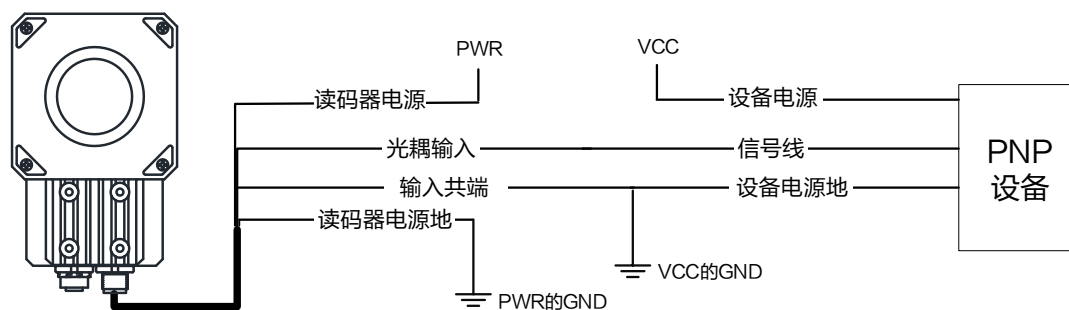 PWR
VCC
读码器电源
设备电源
光耦输入
信号线
PNP
设备
输入共端
设备电源地
读码器电源地
VCC的GND
PWR的GND